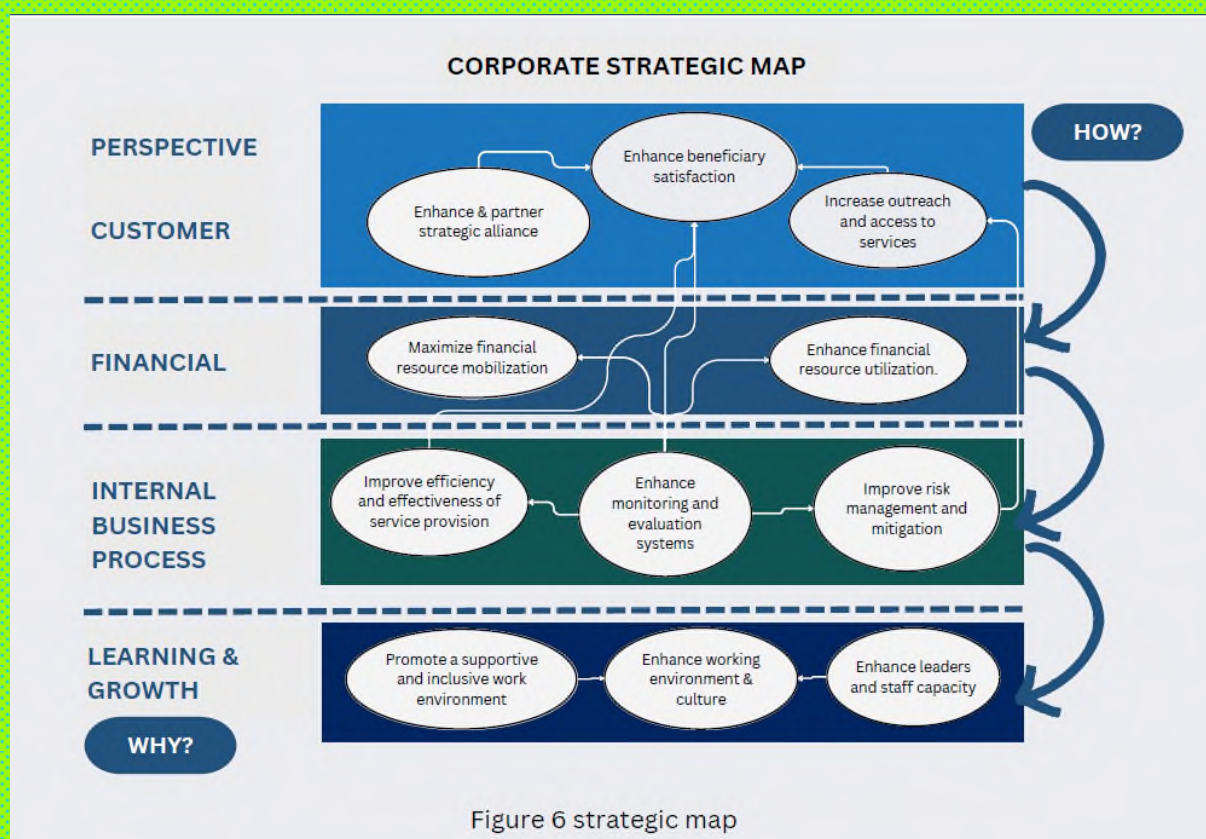 CORPORATE STRATEGIC MAP
HOW?
PERSPECTIVE
CUSTOMER
Enhance & partner
strategic alliance
Enhance beneficiary
satisfaction
Increase outreach
and access to
services
FINANCIAL
Maximize financial
resource mobilization
Enhance financial
resource utilization.
INTERNAL
BUSINESS
PROCESS
Improve efficiency
and effectiveness of
service provision
Enhance
monitoring and
evaluation
systems
Improve risk
management and
mitigation
LEARNING &
GROWTH
Promote a supportive
and inclusive work
environment
Enhance working
environment &
culture
Enhance leaders
and staff capacity
WHY?
Figure 6 strategic map